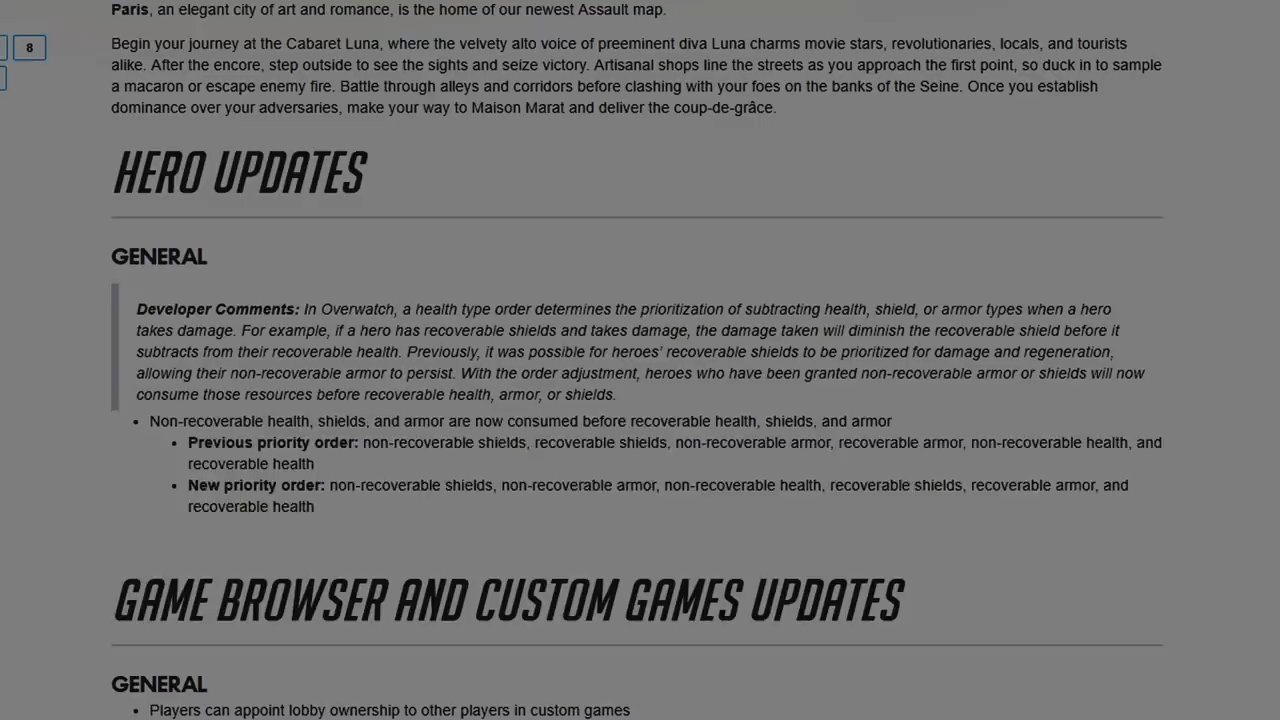 Paris, an elegant city of art and romance, is the home of our newest Assault map.
8
Begin your journey at the Cabaret Luna, where the velvety alto voice of preeminent diva Luna charms movie stars, revolutionaries, locals, and tourists
alike. After the encore, step outside to see the sights and seize victory. Artisanal shops line the streets as you approach the first point, so duck in to sample
a macaron or escape enemy fire. Battle through alleys and corridors before clashing with your foes on the banks of the Seine. Once you establish
dominance over your adversaries, make your way to Maison Marat and deliver the coup-de-grâce.
HERO UPDATES
GENERAL
Developer Comments: In Overwatch, a health type order determines the prioritization of subtracting health, shield, or armor types when a hero
takes damage. For example, if a hero has recoverable shields and takes damage, the damage taken will diminish the recoverable shield before it
subtracts from their recoverable health. Previously, it was possible for heroes' recoverable shields to be prioritized for damage and regeneration,
allowing their non-recoverable armor to persist. With the order adjustment, heroes who have been granted non-recoverable armor or shields will now
consume those resources before recoverable health, armor, or shields.
• Non-recoverable health, shields, and armor are now consumed before recoverable health, shields, and armor
▪ Previous priority order: non-recoverable shields, recoverable shields, non-recoverable armor, recoverable armor, non-recoverable health, and
recoverable health
▪ New priority order: non-recoverable shields, non-recoverable armor, non-recoverable health, recoverable shields, recoverable armor, and
recoverable health
GAME BROWSER AND CUSTOM GAMES UPDATES
GENERAL
• Players can appoint lobby ownership to other players in custom games